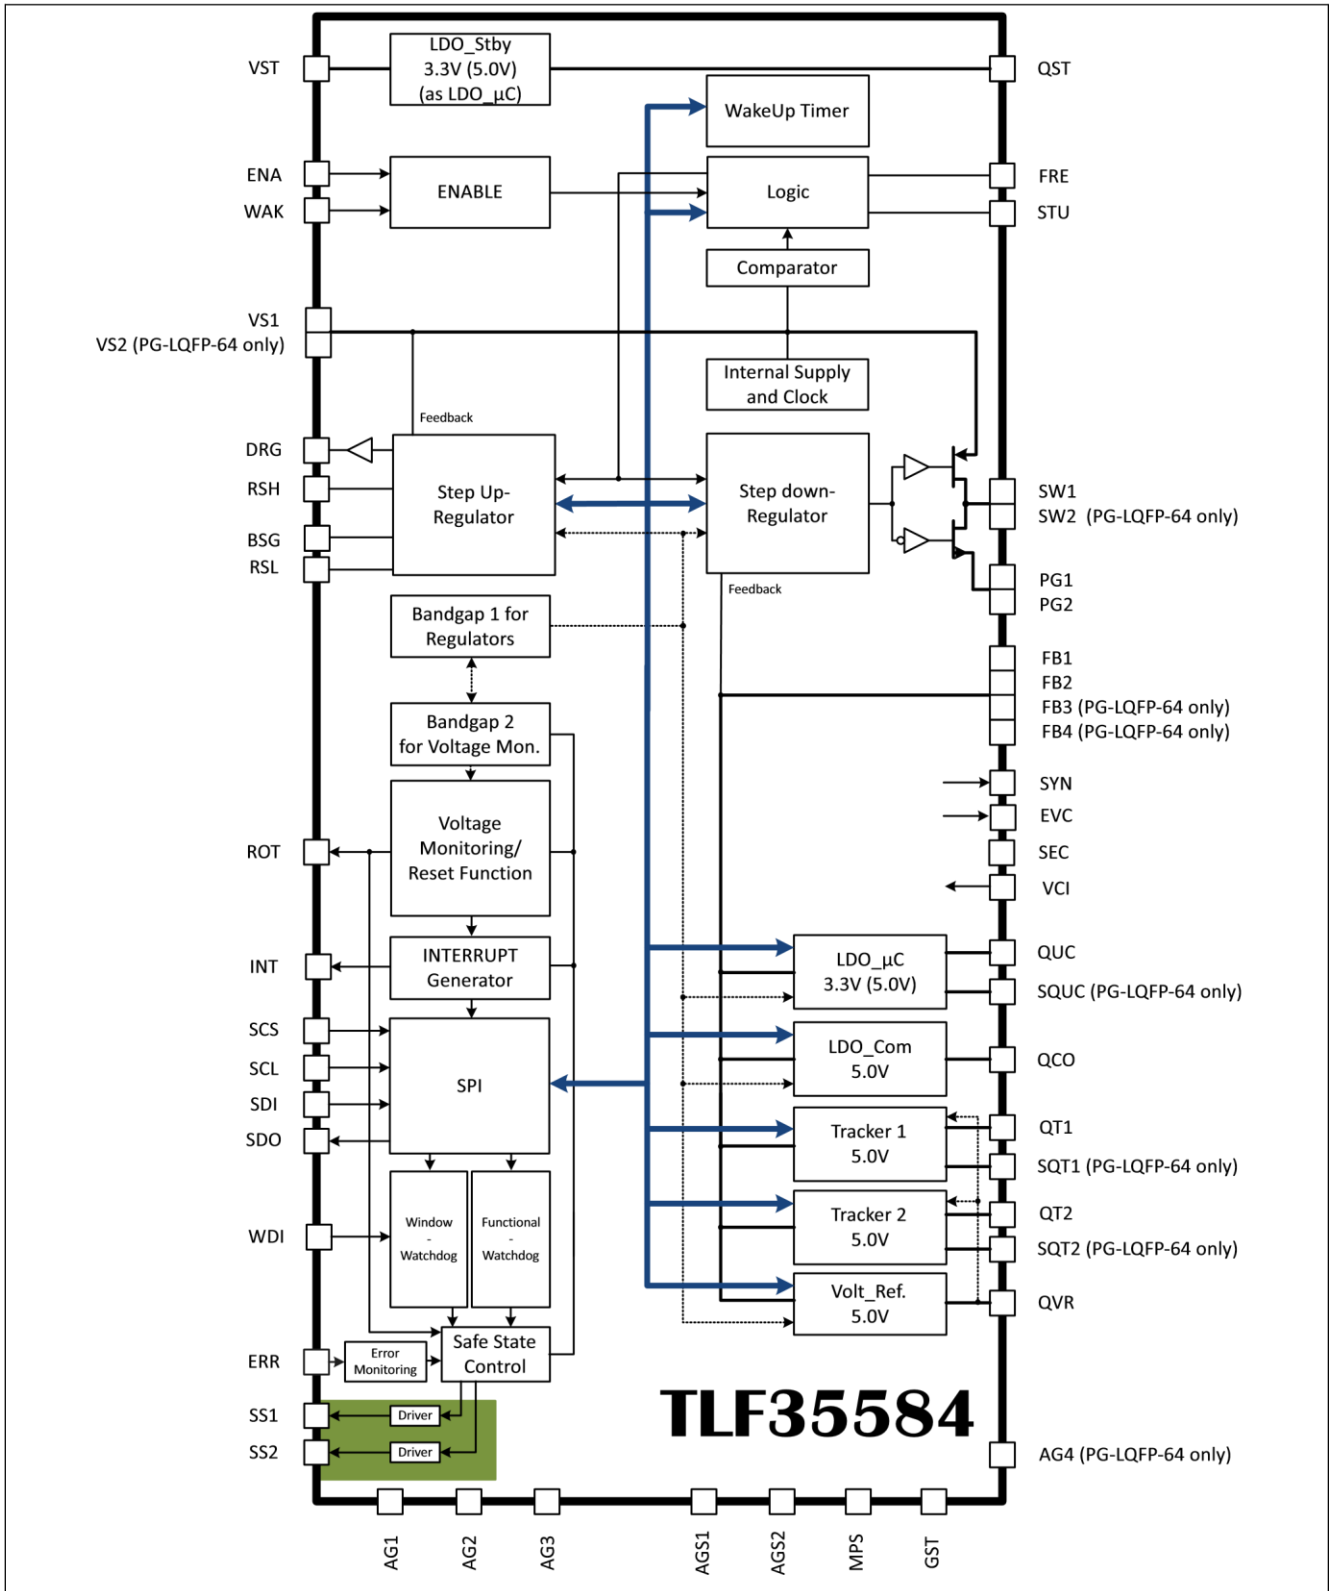 LDO_Stby
3.3V (5.0V)
(as LDO_µC)
VST
QST
WakeUp Timer
ENA
WAK
ENABLE
Logic
FRE
STU
Comparator
VS1
VS2 (PG-LQFP-64 only)
Internal Supply
and Clock
Feedback
DRG
RSH
BSG
RSL
Step Up-
Regulator
Step down-
Regulator
SW1
SW2 (PG-LQFP-64 only)
PG1
PG2
Feedback
Bandgap 1 for
Regulators
FB1
FB2
FB3 (PG-LQFP-64 only)
FB4 (PG-LQFP-64 only)
Bandgap 2
for Voltage Mon.
SYN
EVC
SEC
VCI
Voltage
Monitoring/
Reset Function
ROT
INTERRUPT
Generator
INT
LDO_µC
3.3V (5.0V)
QUC
SQUC (PG-LQFP-64 only)
SCS
SCL
SDI
SDO
SPI
LDO_Com
5.0V
QCO
Tracker 1
5.0V
QT1
SQT1 (PG-LQFP-64 only)
WDI
Window
-
Watchdog
Functional
-
Watchdog
Tracker 2
5.0V
QT2
SQT2 (PG-LQFP-64 only)
Volt_Ref.
5.0V
QVR
ERR
Error
Monitoring
Safe State
Control
SS1
Driver
SS2
Driver
TLF35584
AG4 (PG-LQFP-64 only)
AG1
AG2
AG3
AGS1
AGS2
MPS
GST